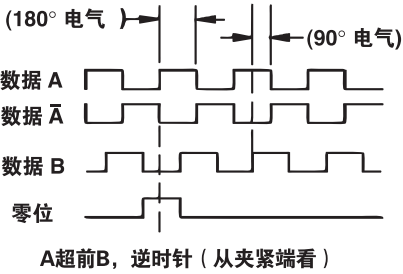 (180° 电气 )
(90° 电气)
数据 A
数据 A̅
数据 B
零位
A超前B，逆时针（从夹紧端看）